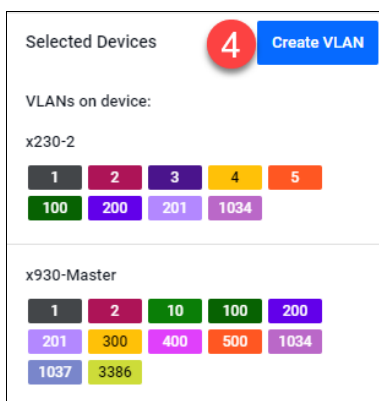 Selected Devices 4 Create VLAN
VLANs on device:
x230-2
1 2 3 4 5
100 200 201 1034
x930-Master
1 2 10 100 200
201 300 400 500 1034
1037 3386